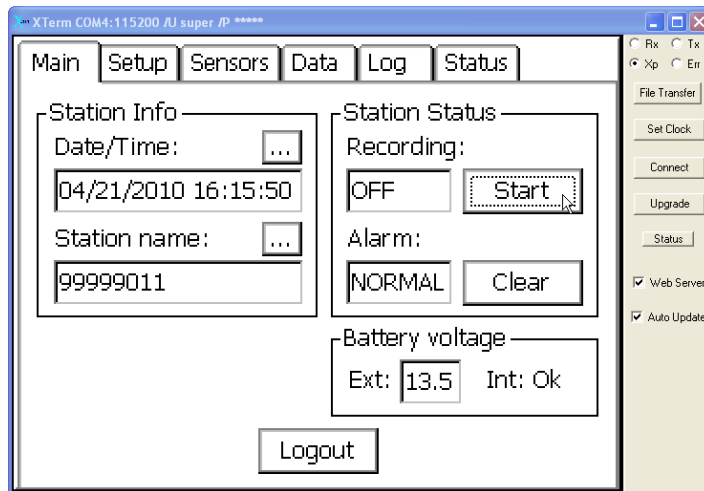 XTerm COM4:115200 /U super /P *****
Main Setup Sensors Data Log Status
Station Info
Date/Time: ...
04/21/2010 16:15:50
Station name: ...
99999011
Station Status
Recording:
OFF Start
Alarm:
NORMAL Clear
Battery voltage
Ext: 13.5 Int: Ok
Logout
Rx Tx
Xp Err
File Transfer
Set Clock
Connect
Upgrade
Status
Web Server
Auto Update